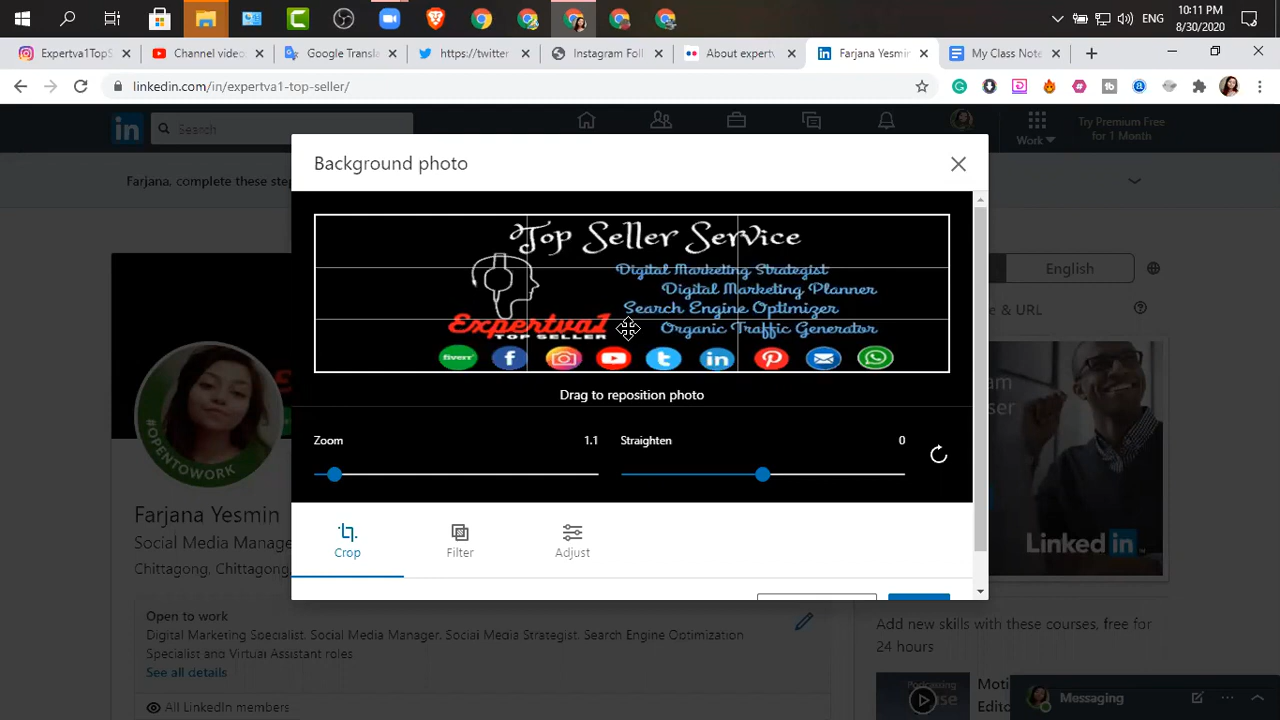 10:11 PM
ENG
8/30/2020
Expertva1TopS
Channel video
Google Transla
https://twitter
Instagram Foll
About expertv
Farjana Yesmin
My Class Note
linkedin.com/in/expertva1-top-seller/
in
Search
Work
Try Premium Free
for 1 Month
Farjana, complete these ste
Background photo
Top Seller Service
Digital Marketing Strategist
Digital Marketing Planner
Search Engine Optimizer
Organic Traffic Generator
Expertva1
TOP SELLER
fiverr
Drag to reposition photo
Zoom
1.1
Straighten
0
Crop
Filter
Adjust
English
& URL
#OPENTOWORK
Farjana Yesmin
Social Media Manage
Chittagong, Chittagong,
Open to work
Digital Marketing Specialist, Social Media Manager, Social Media Strategist, Search Engine Optimization
Specialist and Virtual Assistant roles
See all details
All LinkedIn members
Linked in
Add new skills with these courses, free for
24 hours
Moti
Edito
Messaging